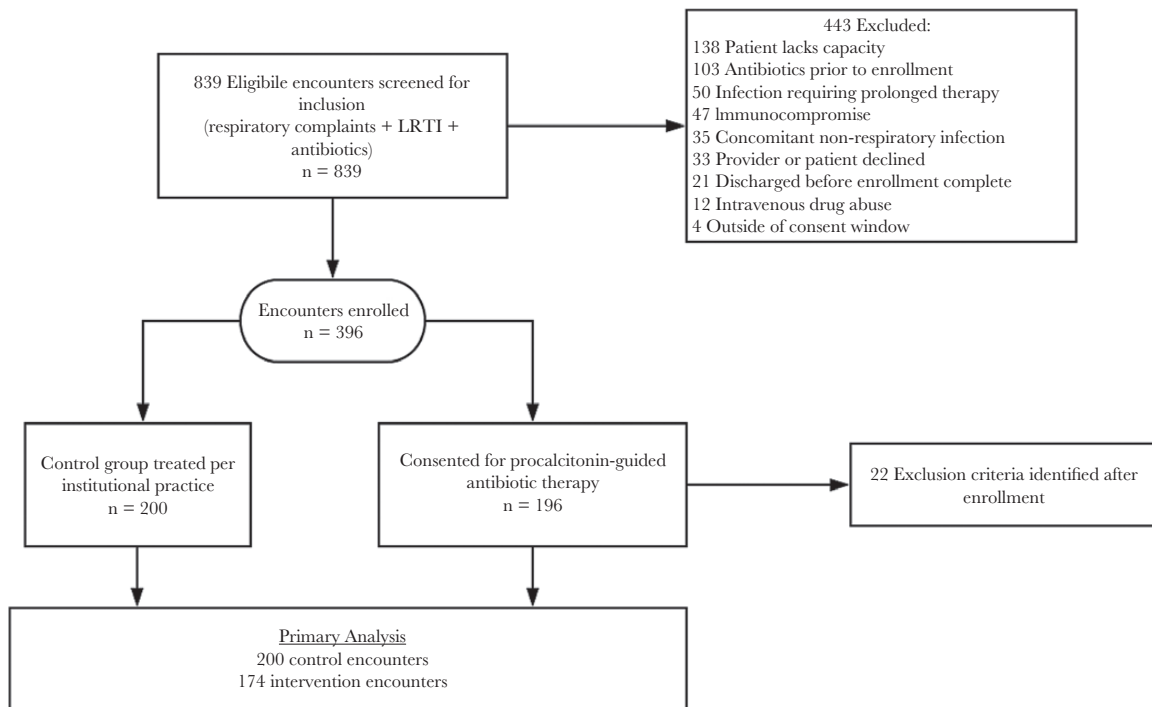 839 Eligibile encounters screened for
inclusion
(respiratory complaints + LRTI +
antibiotics)
n = 839
443 Excluded:
138 Patient lacks capacity
103 Antibiotics prior to enrollment
50 Infection requiring prolonged therapy
47 Immunocompromise
35 Concomitant non-respiratory infection
33 Provider or patient declined
21 Discharged before enrollment complete
12 Intravenous drug abuse
4 Outside of consent window
Encounters enrolled
n = 396
Control group treated per
institutional practice
n = 200
Consented for procalcitonin-guided
antibiotic therapy
n = 196
22 Exclusion criteria identified after
enrollment
Primary Analysis
200 control encounters
174 intervention encounters